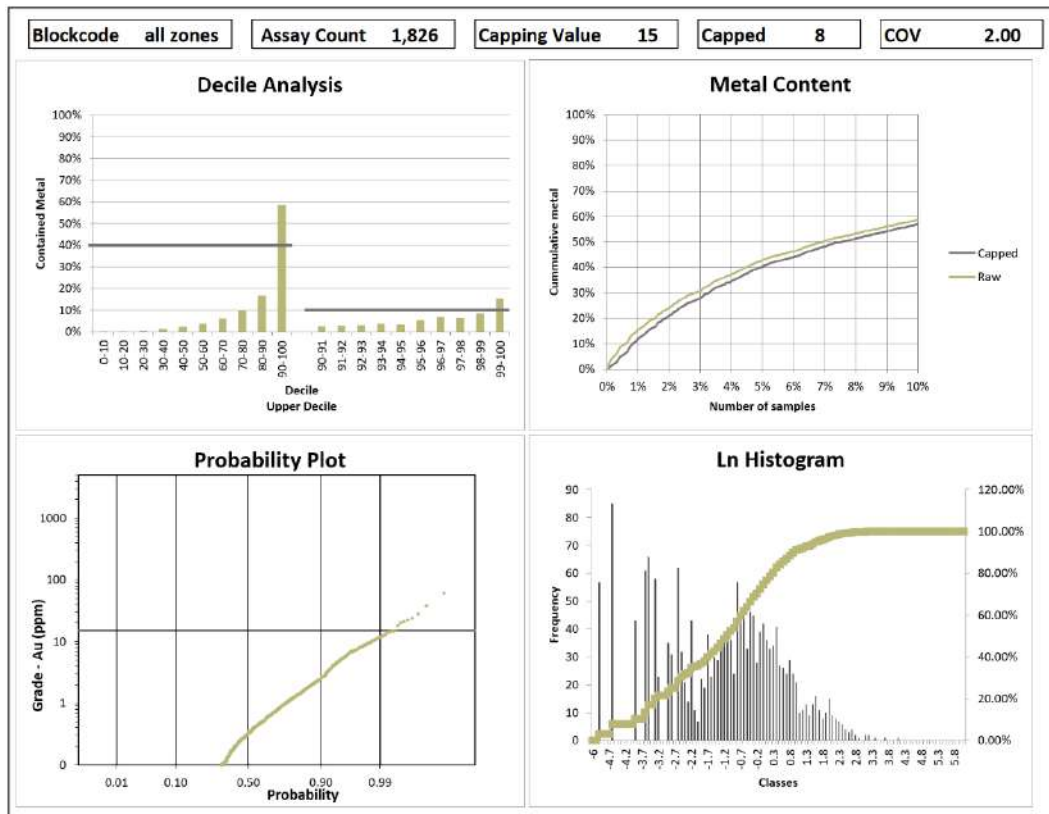 Blockcode all zones Assay Count 1,826 Capping Value 15 Capped 8 COV 2.00
Decile Analysis
Contained Metal
100%
90%
80%
70%
60%
50%
40%
30%
20%
10%
0%
0-10 10-20 20-30 30-40 40-50 50-60 60-70 70-80 80-90 90-100 90-91 91-92 92-93 93-94 94-95 95-96 96-97 97-98 98-99 99-100
Decile
Upper Decile
Metal Content
Cummulative metal
100%
90%
80%
70%
60%
50%
40%
30%
20%
10%
0%
0% 1% 2% 3% 4% 5% 6% 7% 8% 9% 10%
Number of samples
Capped
Raw
Probability Plot
Grade - Au (ppm)
1000
100
10
1
0
0.01 0.10 0.50 0.90 0.99
Probability
Ln Histogram
Frequency
90
80
70
60
50
40
30
20
10
0
120.00%
100.00%
80.00%
60.00%
40.00%
20.00%
0.00%
-6 -4.7 -4.2 -3.7 -3.2 -2.7 -2.2 -1.7 -1.2 -0.7 -0.2 0.3 0.8 1.3 1.8 2.3 2.8 3.3 3.8 4.3 4.8 5.3 5.8
Classes